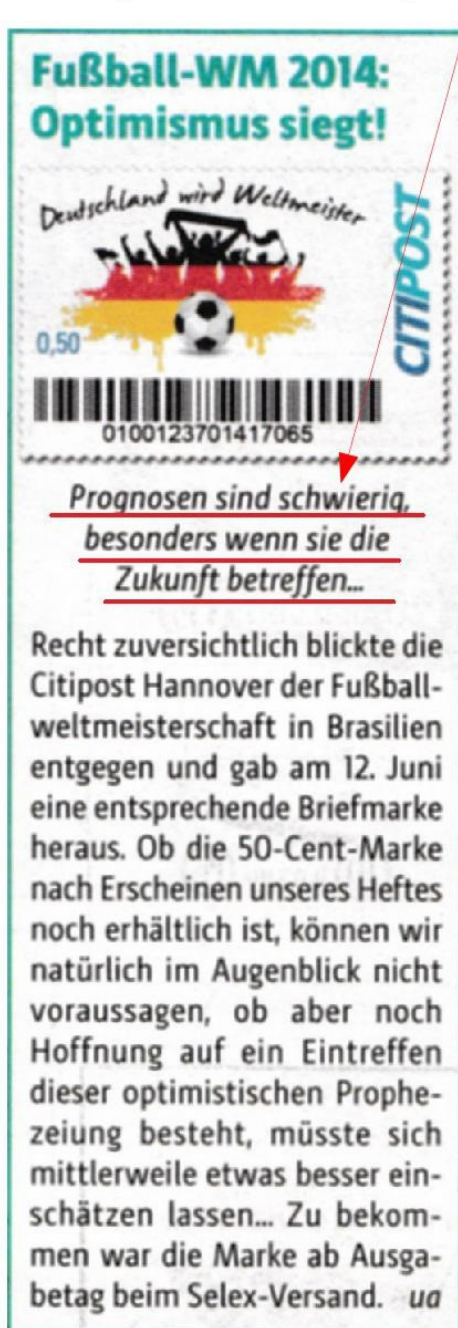 Fußball-WM 2014:
Optimismus siegt!
Deutschland wird Weltmeister
CITIPOST
0,50
0100123701417065
Prognosen sind schwierig,
besonders wenn sie die
Zukunft betreffen...
Recht zuversichtlich blickte die
Citipost Hannover der Fußball-
weltmeisterschaft in Brasilien
entgegen und gab am 12. Juni
eine entsprechende Briefmarke
heraus. Ob die 50-Cent-Marke
nach Erscheinen unseres Heftes
noch erhältlich ist, können wir
natürlich im Augenblick nicht
voraussagen, ob aber noch
Hoffnung auf ein Eintreffen
dieser optimistischen Prophe-
zeiung besteht, müsste sich
mittlerweile etwas besser ein-
schätzen lassen... Zu bekom-
men war die Marke ab Ausga-
betag beim Selex-Versand. ua